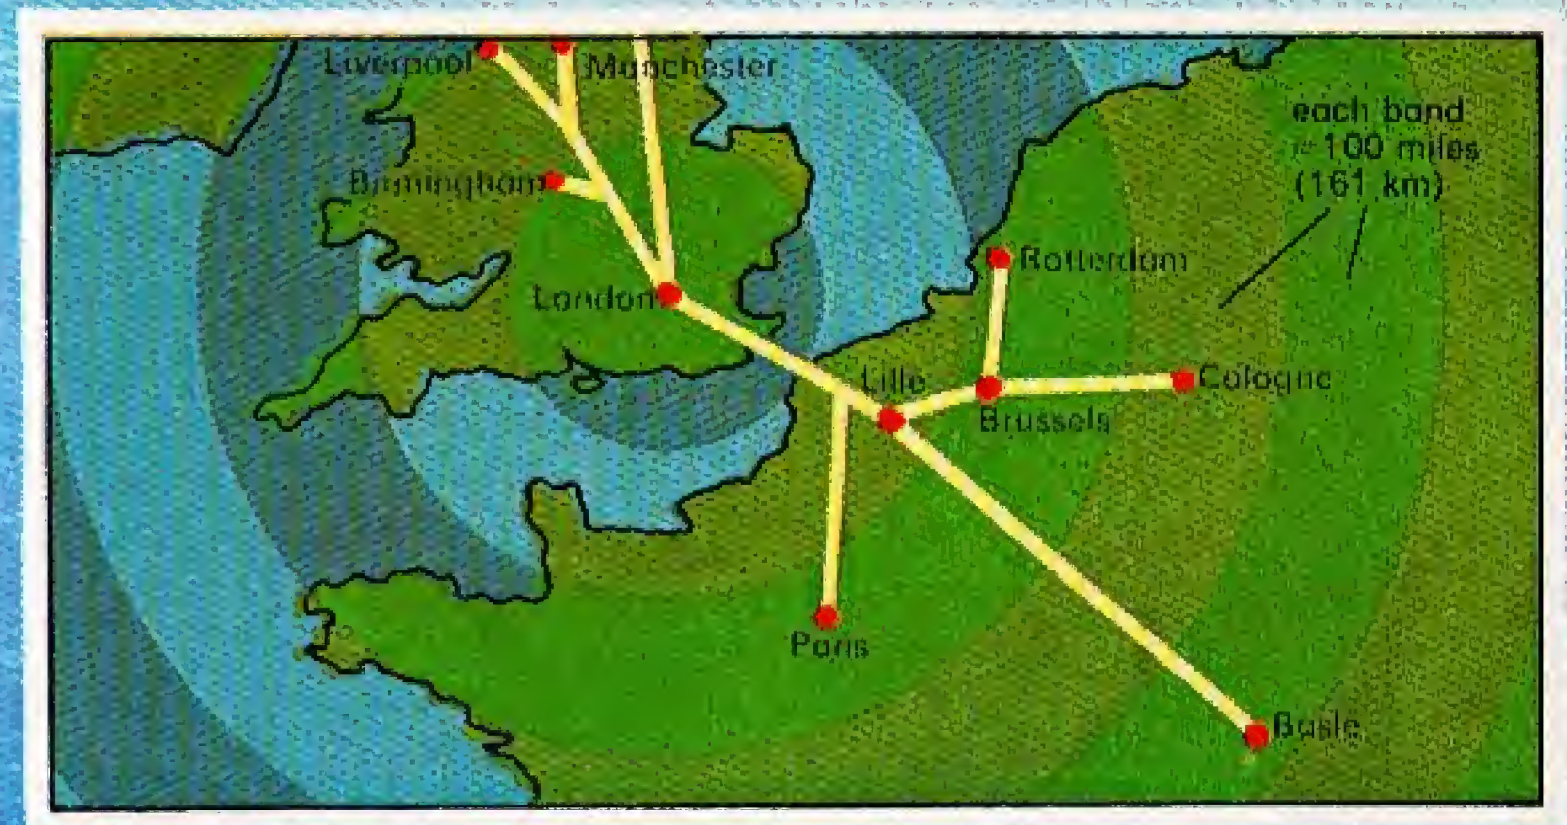 Liverpool
Manchester
each band
= 100 miles
(161 km)
Birmingham
Rotterdam
London
Lille
Cologne
Brussels
Paris
Basle